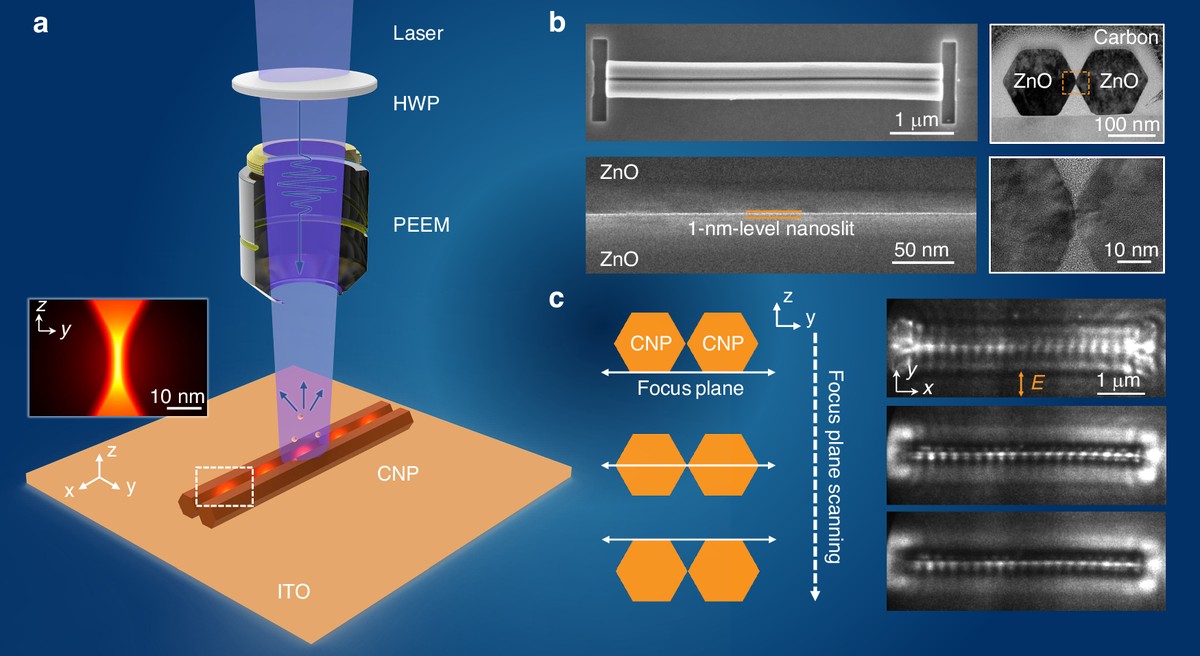 a
Laser
HWP
PEEM
z
y
10 nm
z
x
y
CNP
ITO
b
1 μm
Carbon
ZnO
ZnO
100 nm
ZnO
1-nm-level nanoslit
ZnO
50 nm
10 nm
c
z
y
CNP
CNP
Focus plane
Focus plane scanning
y
x
E
1 μm